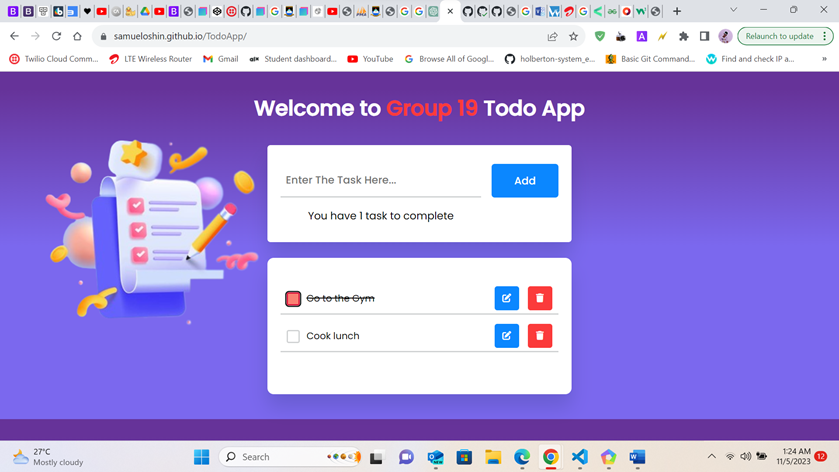 samueloshin.github.io/TodoApp/
Relaunch to update
Twilio Cloud Comm...
LTE Wireless Router
Gmail
Student dashboard...
YouTube
Browse All of Googl...
holberton-system_e...
Basic Git Command...
Find and check IP a...
»
Welcome to Group 19 Todo App
Enter The Task Here...
Add
You have 1 task to complete
Go to the Gym
Cook lunch
27°C
Mostly cloudy
Search
1:24 AM
11/5/2023
12